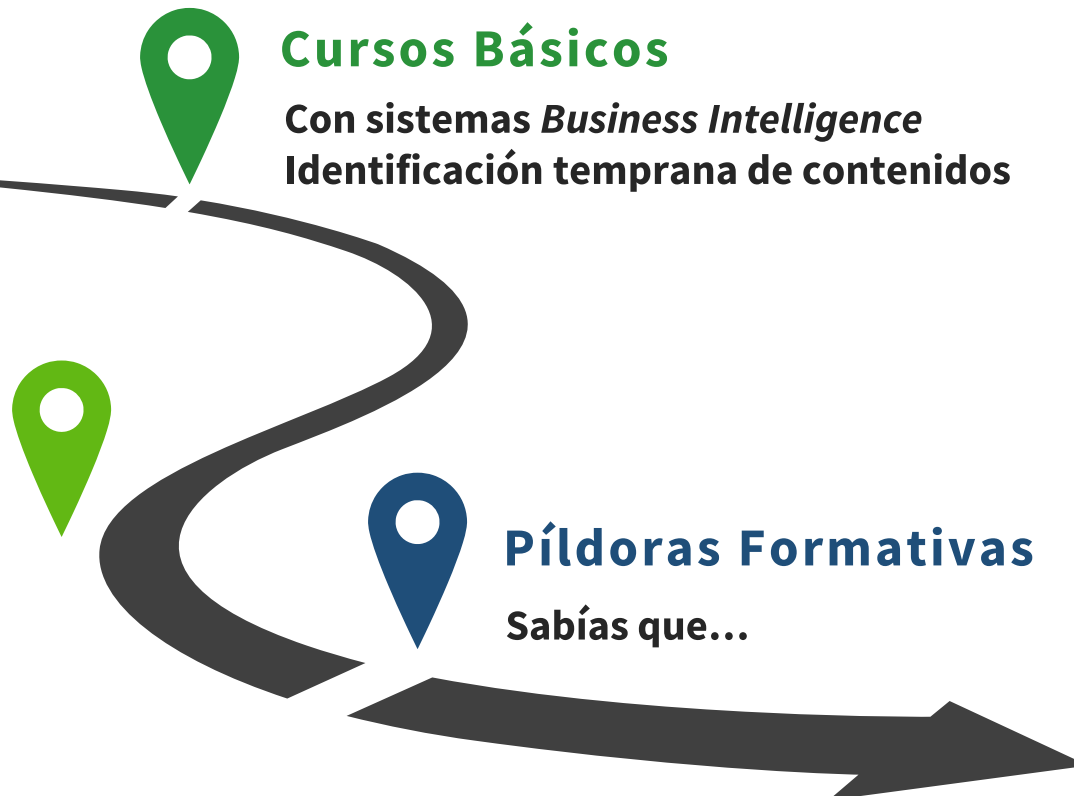 Cursos Básicos
Con sistemas Business Intelligence
Identificación temprana de contenidos
Píldoras Formativas
Sabías que...